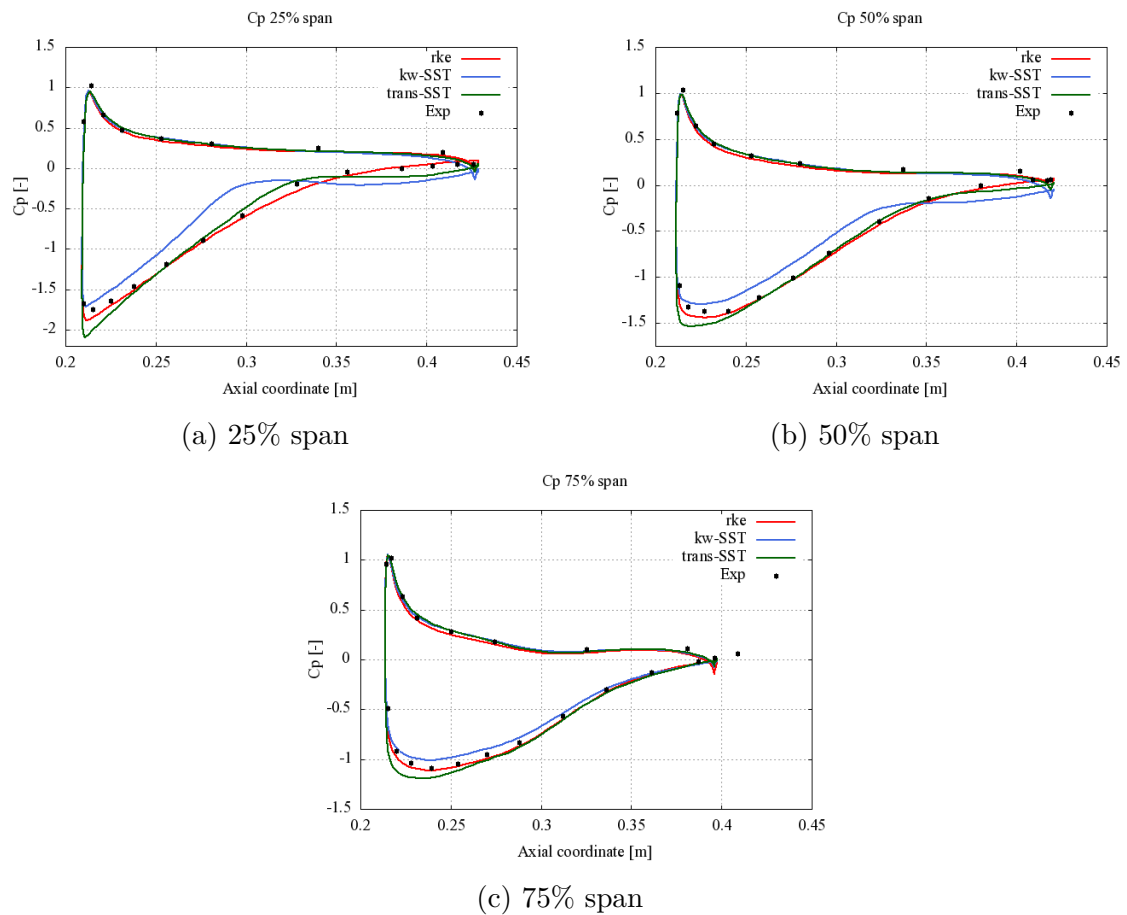 Cp 25% span
1.5
1
0.5
0
-0.5
-1
-1.5
-2
Cp [-]
rke
kw-SST
trans-SST
Exp
0.2 0.25 0.3 0.35 0.4 0.45
Axial coordinate [m]
(a) 25% span
Cp 50% span
1.5
1
0.5
0
-0.5
-1
-1.5
Cp [-]
rke
kw-SST
trans-SST
Exp
0.2 0.25 0.3 0.35 0.4 0.45
Axial coordinate [m]
(b) 50% span
Cp 75% span
1.5
1
0.5
0
-0.5
-1
-1.5
Cp [-]
rke
kw-SST
trans-SST
Exp
0.2 0.25 0.3 0.35 0.4 0.45
Axial coordinate [m]
(c) 75% span